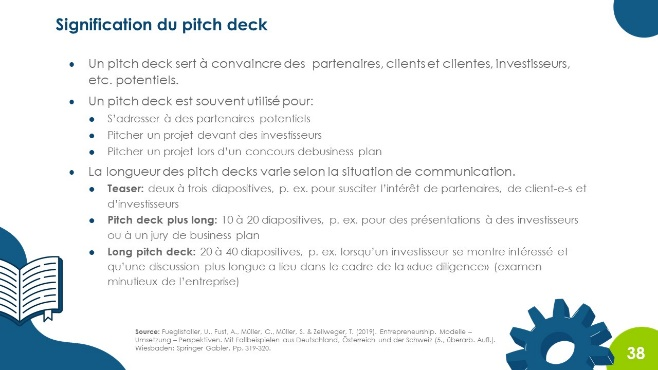 Signification du pitch deck
● Un pitch deck sert à convaincre des partenaires, clients et clientes, investisseurs,
etc. potentiels.
● Un pitch deck est souvent utilisé pour:
● S'adresser à des partenaires potentiels
● Pitcher un projet devant des investisseurs
● Pitcher un projet lors d'un concours debusiness plan
● La longueur des pitch decks varie selon la situation de communication.
● Teaser: deux à trois diapositives, p. ex. pour susciter l'intérêt de partenaires, de client-e-s et
d'investisseurs
● Pitch deck plus long: 10 à 20 diapositives, p. ex. pour des présentations à des investisseurs
ou à un jury de business plan
● Long pitch deck: 20 à 40 diapositives, p. ex. lorsqu'un investisseur se montre intéressé et
qu'une discussion plus longue a lieu dans le cadre de la «due diligence» (examen
minutieux de l'entreprise)
Source: Fueglistaller, U., Fust, A., Müller, C., Müller, S. & Zellweger, T. (2019). Entrepreneurship. Modelle –
Umsetzung – Perspektiven. Mit Fallbeispielen aus Deutschland, Österreich und der Schweiz (5., überarb. Aufl.).
Wiesbaden: Springer Gabler. Pp. 319-320.
38